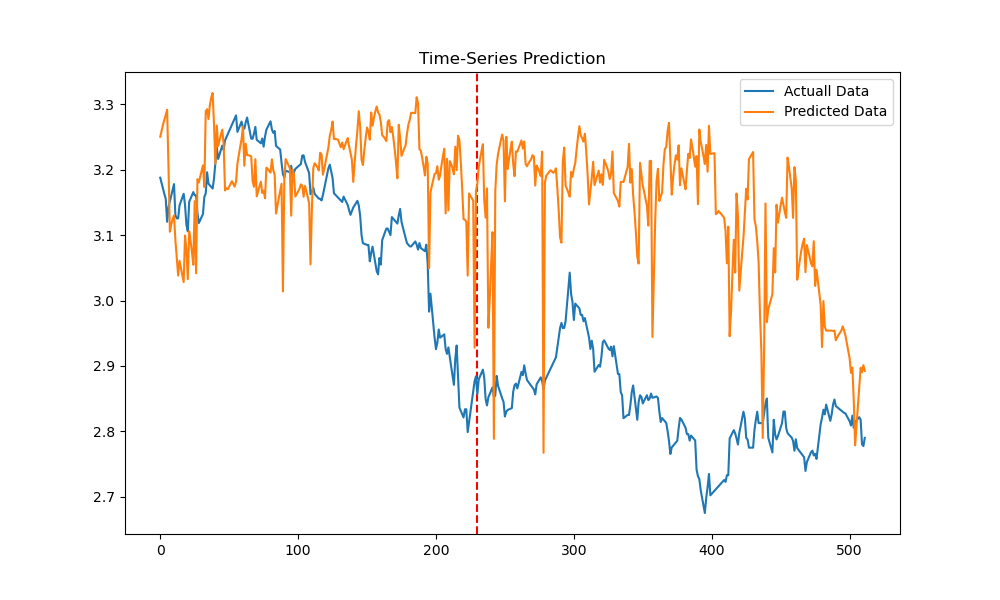 Time-Series Prediction
Actuall Data
Predicted Data
3.3
3.2
3.1
3.0
2.9
2.8
2.7
0 100 200 300 400 500